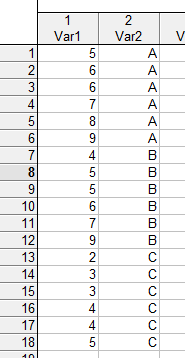 1 2
Var1 Var2
1 5 A
2 6 A
3 6 A
4 7 A
5 8 A
6 9 A
7 4 B
8 5 B
9 5 B
10 6 B
11 7 B
12 9 B
13 2 C
14 3 C
15 3 C
16 4 C
17 4 C
18 5 C